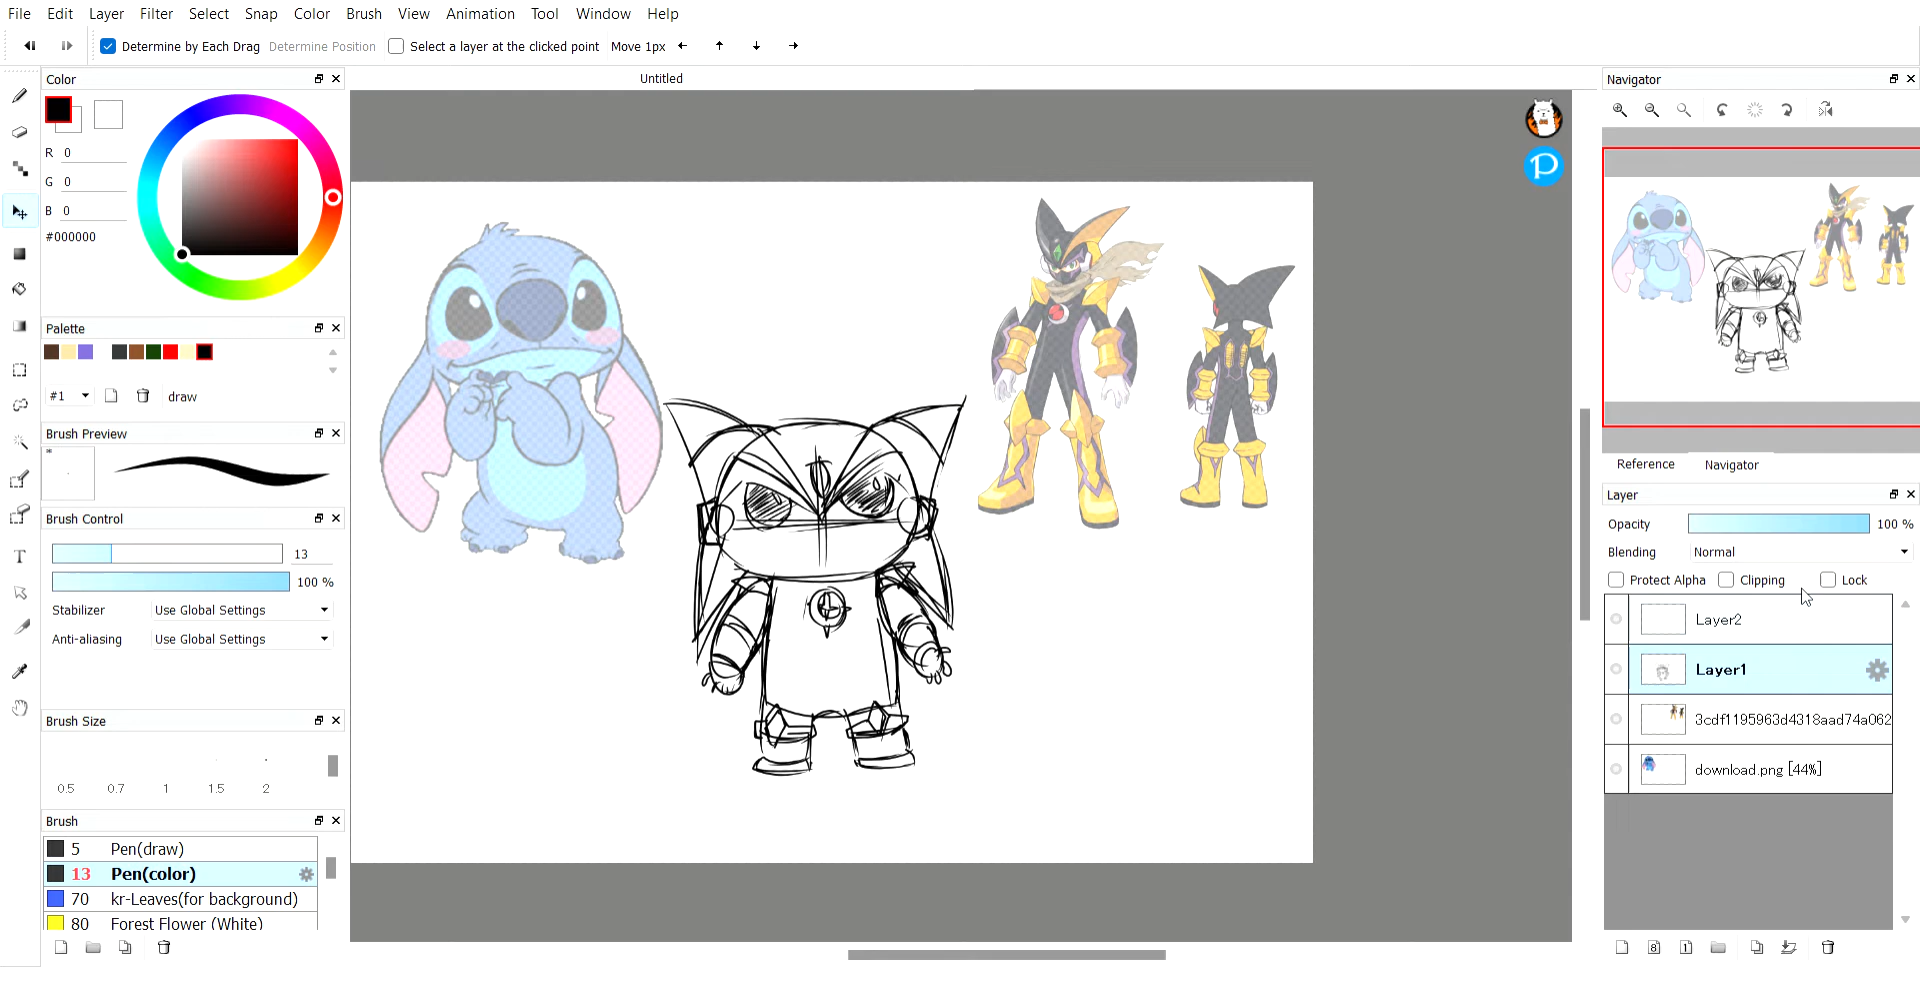 File Edit Layer Filter Select Snap Color Brush View Animation Tool Window Help
Determine by Each Drag Determine Position Select a layer at the clicked point Move 1px
Color
Untitled
Navigator
R 0
G 0
B 0
#000000
Palette
#1 draw
Brush Preview
*
Brush Control
13
100 %
Stabilizer Use Global Settings
Anti-aliasing Use Global Settings
Brush Size
0.5 0.7 1 1.5 2
Brush
5 Pen(draw)
13 Pen(color)
70 kr-Leaves(for background)
80 Forest Flower (White)
P
Reference Navigator
Layer
Opacity 100 %
Blending Normal
Protect Alpha Clipping Lock
Layer2
Layer1
3cdf1195963d4318aad74a062
download.png [44%]
8 1
T